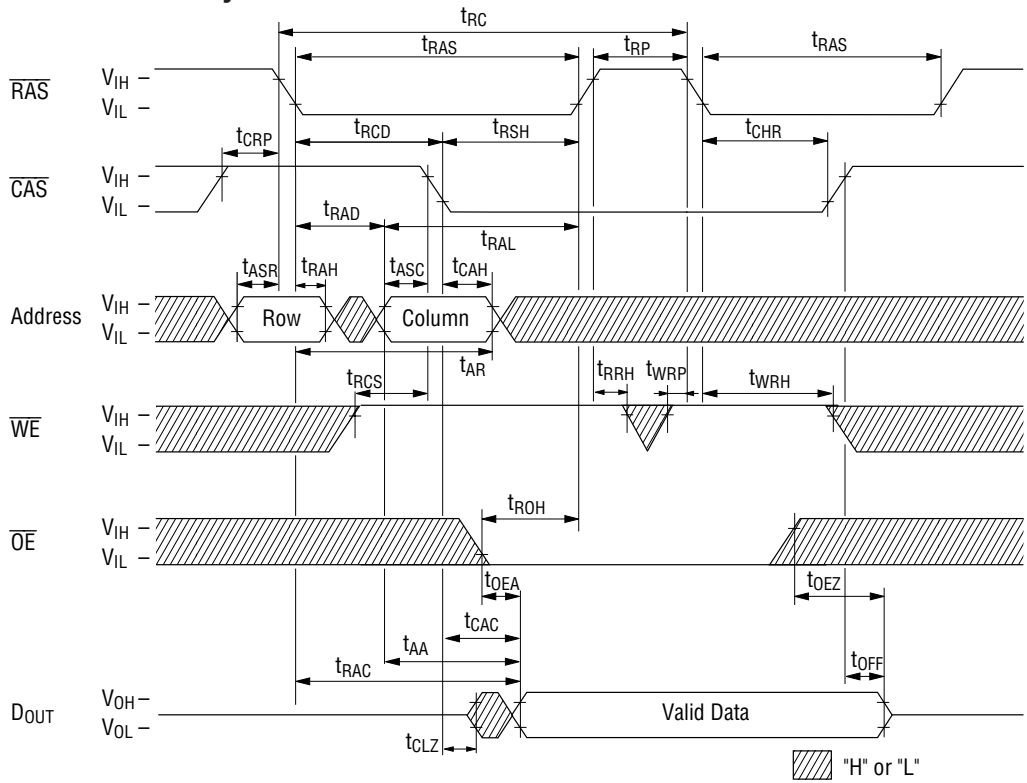 tRC
tRAS tRP tRAS
RAS VIH –
VIL –
tCRP tRCD tRSH tCHR
CAS VIH –
VIL –
tRAD tRAL
tASR tRAH tASC tCAH
Address VIH –
VIL –
Row Column
tAR
tRCS tRRH tWRP tWRH
WE VIH –
VIL –
tROH
OE VIH –
VIL –
tOEA tOEZ
tCAC
tAA
tRAC tOFF
DOUT VOH –
VOL –
Valid Data
tCLZ
"H" or "L"